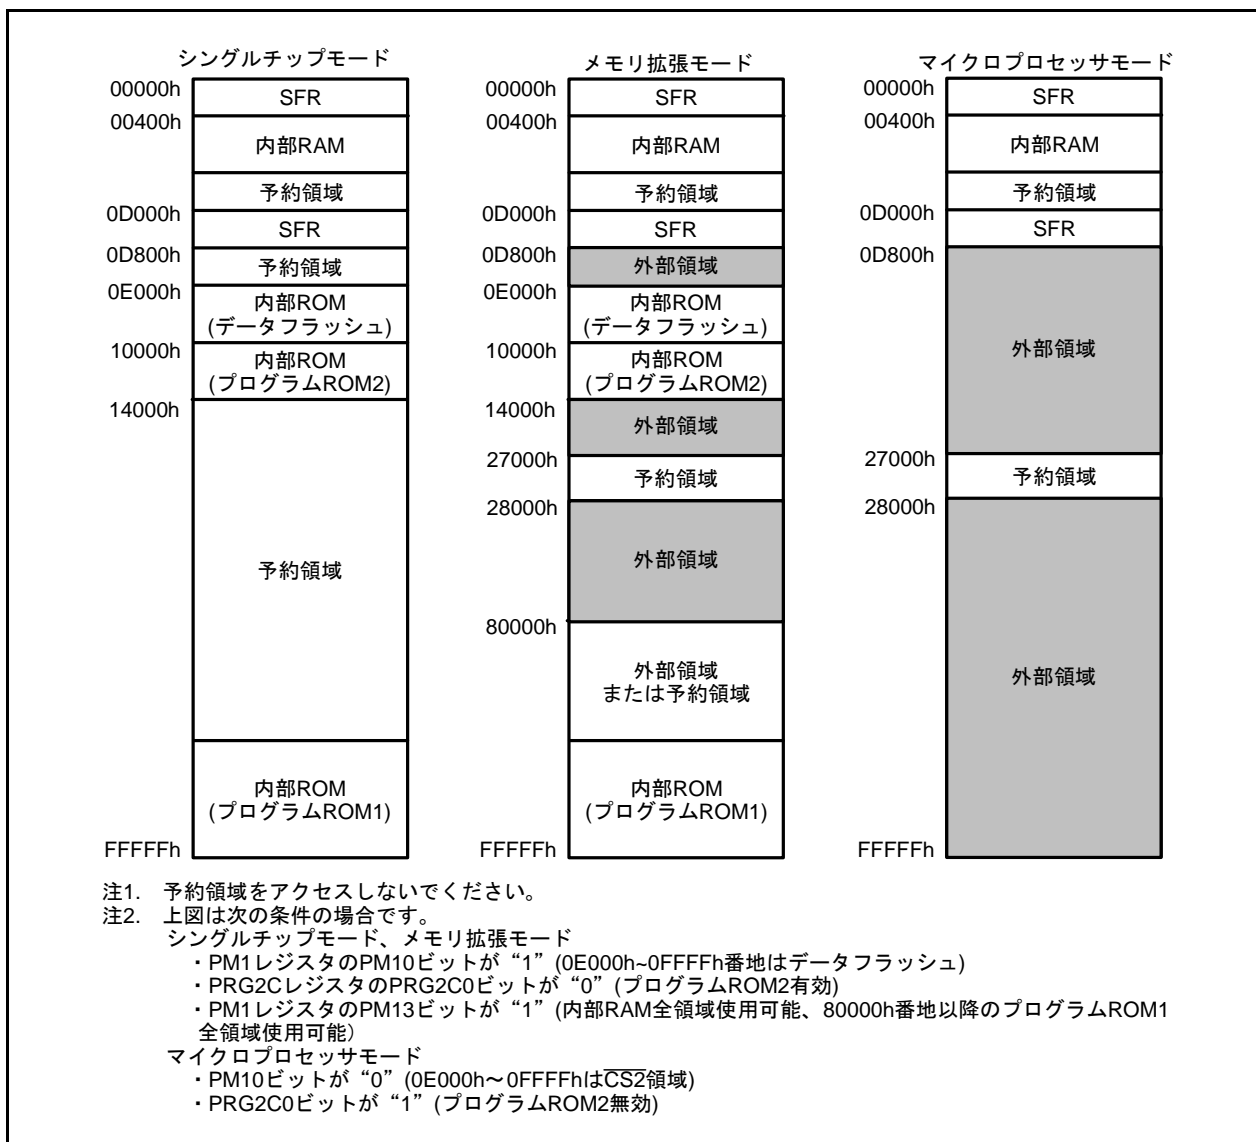 シングルチップモード
00000h
SFR
00400h
内部RAM
予約領域
0D000h
SFR
0D800h
予約領域
0E000h
内部ROM
(データフラッシュ)
10000h
内部ROM
(プログラムROM2)
14000h
予約領域
内部ROM
(プログラムROM1)
FFFFFh
メモリ拡張モード
00000h
SFR
00400h
内部RAM
予約領域
0D000h
SFR
0D800h
外部領域
0E000h
内部ROM
(データフラッシュ)
10000h
内部ROM
(プログラムROM2)
14000h
外部領域
27000h
予約領域
28000h
外部領域
80000h
外部領域
または予約領域
内部ROM
(プログラムROM1)
FFFFFh
マイクロプロセッサモード
00000h
SFR
00400h
内部RAM
予約領域
0D000h
SFR
0D800h
外部領域
27000h
予約領域
28000h
外部領域
FFFFFh
注1. 予約領域をアクセスしないでください。
注2. 上図は次の条件の場合です。
シングルチップモード、メモリ拡張モード
・PM1レジスタのPM10ビットが“1”(0E000h~0FFFFh番地はデータフラッシュ)
・PRG2CレジスタのPRG2C0ビットが“0”(プログラムROM2有効)
・PM1レジスタのPM13ビットが“1”(内部RAM全領域使用可能、80000h番地以降のプログラムROM1
全領域使用可能）
マイクロプロセッサモード
・PM10ビットが“0”(0E000h～0FFFFhはC̅S̅2̅領域)
・PRG2C0ビットが“1”(プログラムROM2無効)